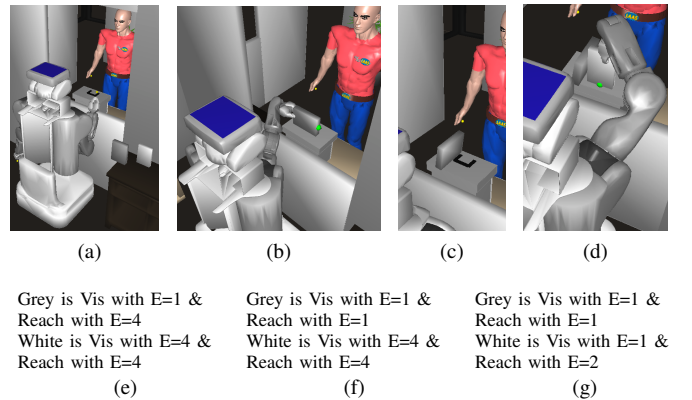 (a)
(b)
(c)
(d)
Grey is Vis with E=1 &
Reach with E=4
White is Vis with E=4 &
Reach with E=4
(e)
Grey is Vis with E=1 &
Reach with E=1
White is Vis with E=4 &
Reach with E=4
(f)
Grey is Vis with E=1 &
Reach with E=1
White is Vis with E=1 &
Reach with E=2
(g)